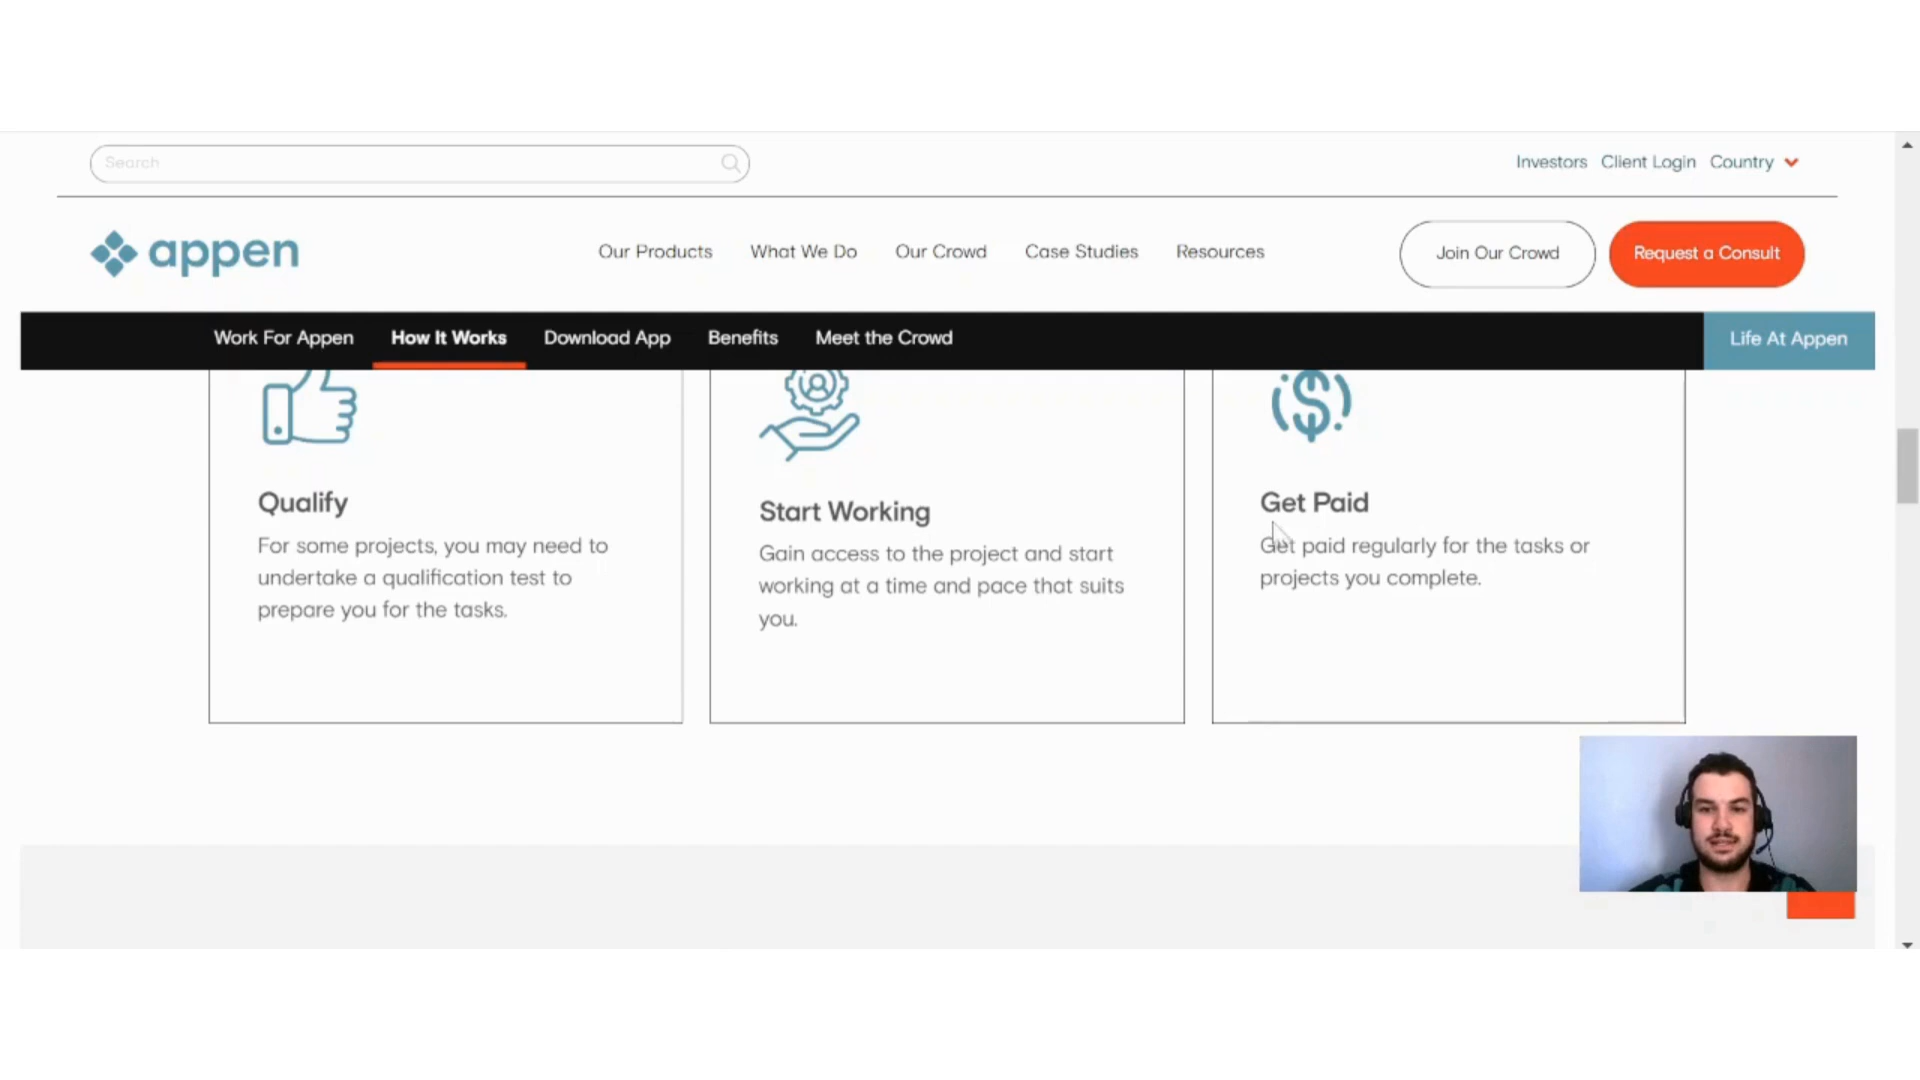 Search
Investors Client Login Country
appen
Our Products What We Do Our Crowd Case Studies Resources
Join Our Crowd
Request a Consult
Work For Appen How It Works Download App Benefits Meet the Crowd
Life At Appen
Qualify
For some projects, you may need to
undertake a qualification test to
prepare you for the tasks.
Start Working
Gain access to the project and start
working at a time and pace that suits
you.
Get Paid
Get paid regularly for the tasks or
projects you complete.